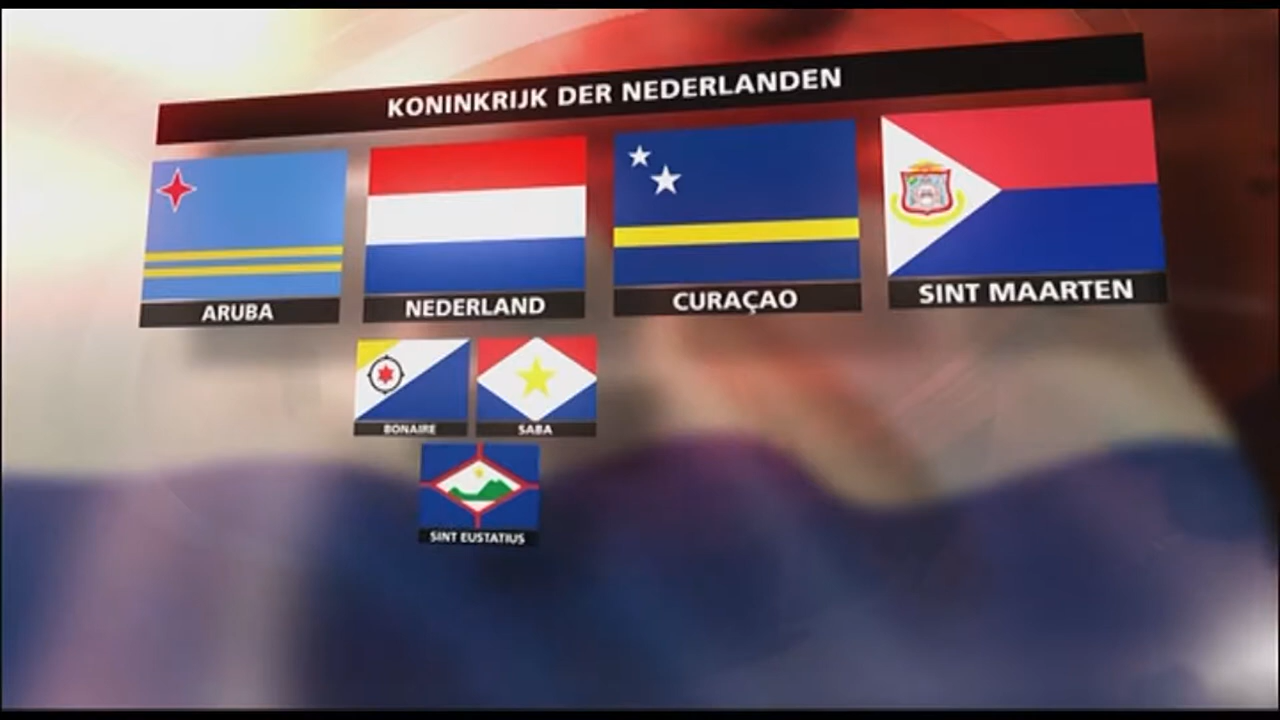 KONINKRIJK DER NEDERLANDEN
ARUBA
NEDERLAND
CURAÇAO
SINT MAARTEN
BONAIRE
SABA
SINT EUSTATIUS